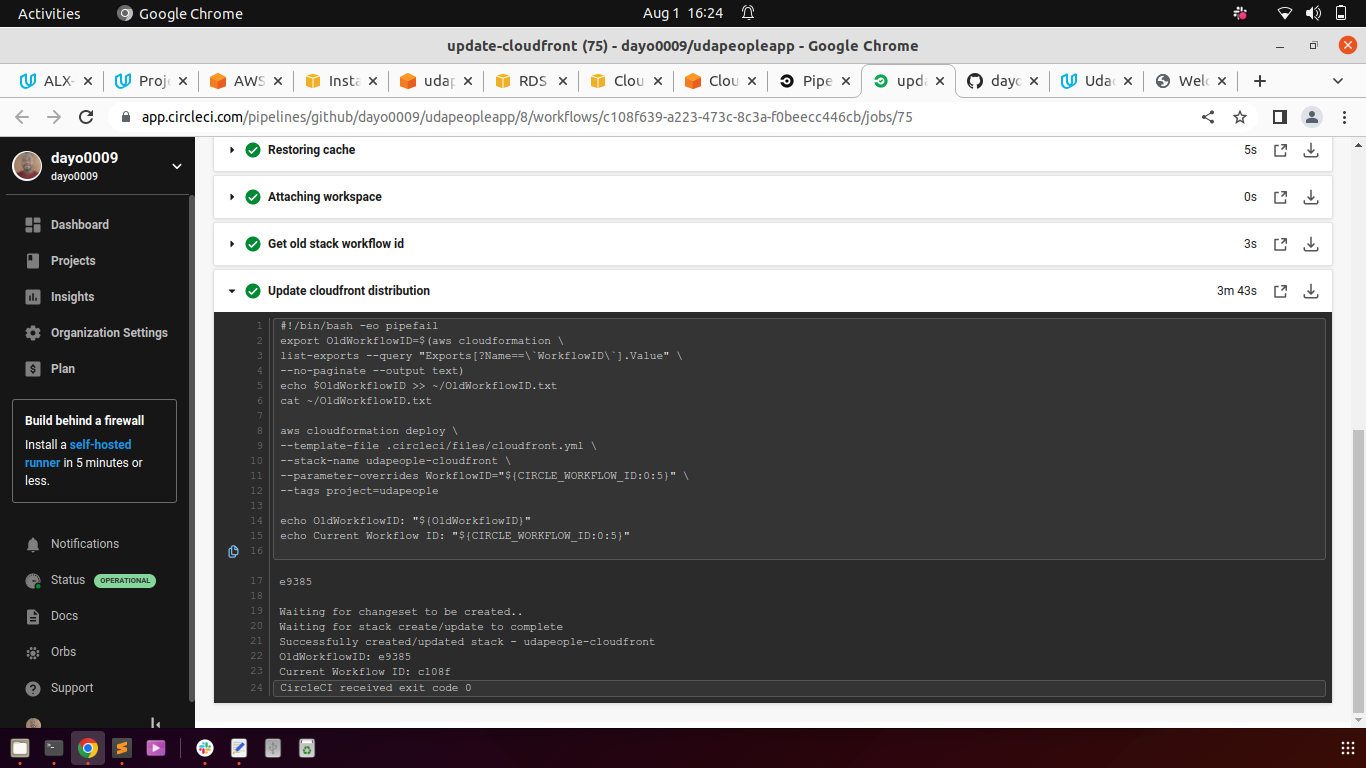 Activities
Google Chrome
Aug 1 16:24
update-cloudfront (75) - dayo0009/udapeopleapp - Google Chrome
ALX-
Proj
AWS
Insta
udap
RDS
Clou
Clou
Pipe
upda
dayo
Udac
Welc
app.circleci.com/pipelines/github/dayo0009/udapeopleapp/8/workflows/c108f639-a223-473c-8c3a-f0beecc446cb/jobs/75
dayo0009
dayo0009
Dashboard
Projects
Insights
Organization Settings
Plan
Build behind a firewall
Install a self-hosted
runner in 5 minutes or
less.
Notifications
Status OPERATIONAL
Docs
Orbs
Support
Restoring cache 5s
Attaching workspace 0s
Get old stack workflow id 3s
Update cloudfront distribution 3m 43s
1 #!/bin/bash -eo pipefail
2 export OldWorkflowID=$(aws cloudformation \
3 list-exports --query "Exports[?Name==\`WorkflowID\`].Value" \
4 --no-paginate --output text)
5 echo $OldWorkflowID >> ~/OldWorkflowID.txt
6 cat ~/OldWorkflowID.txt
7
8 aws cloudformation deploy \
9 --template-file .circleci/files/cloudfront.yml \
10 --stack-name udapeople-cloudfront \
11 --parameter-overrides WorkflowID="${CIRCLE_WORKFLOW_ID:0:5}" \
12 --tags project=udapeople
13
14 echo OldWorkflowID: "${OldWorkflowID}"
15 echo Current Workflow ID: "${CIRCLE_WORKFLOW_ID:0:5}"
16
17 e9385
18
19 Waiting for changeset to be created..
20 Waiting for stack create/update to complete
21 Successfully created/updated stack - udapeople-cloudfront
22 OldWorkflowID: e9385
23 Current Workflow ID: c108f
24 CircleCI received exit code 0